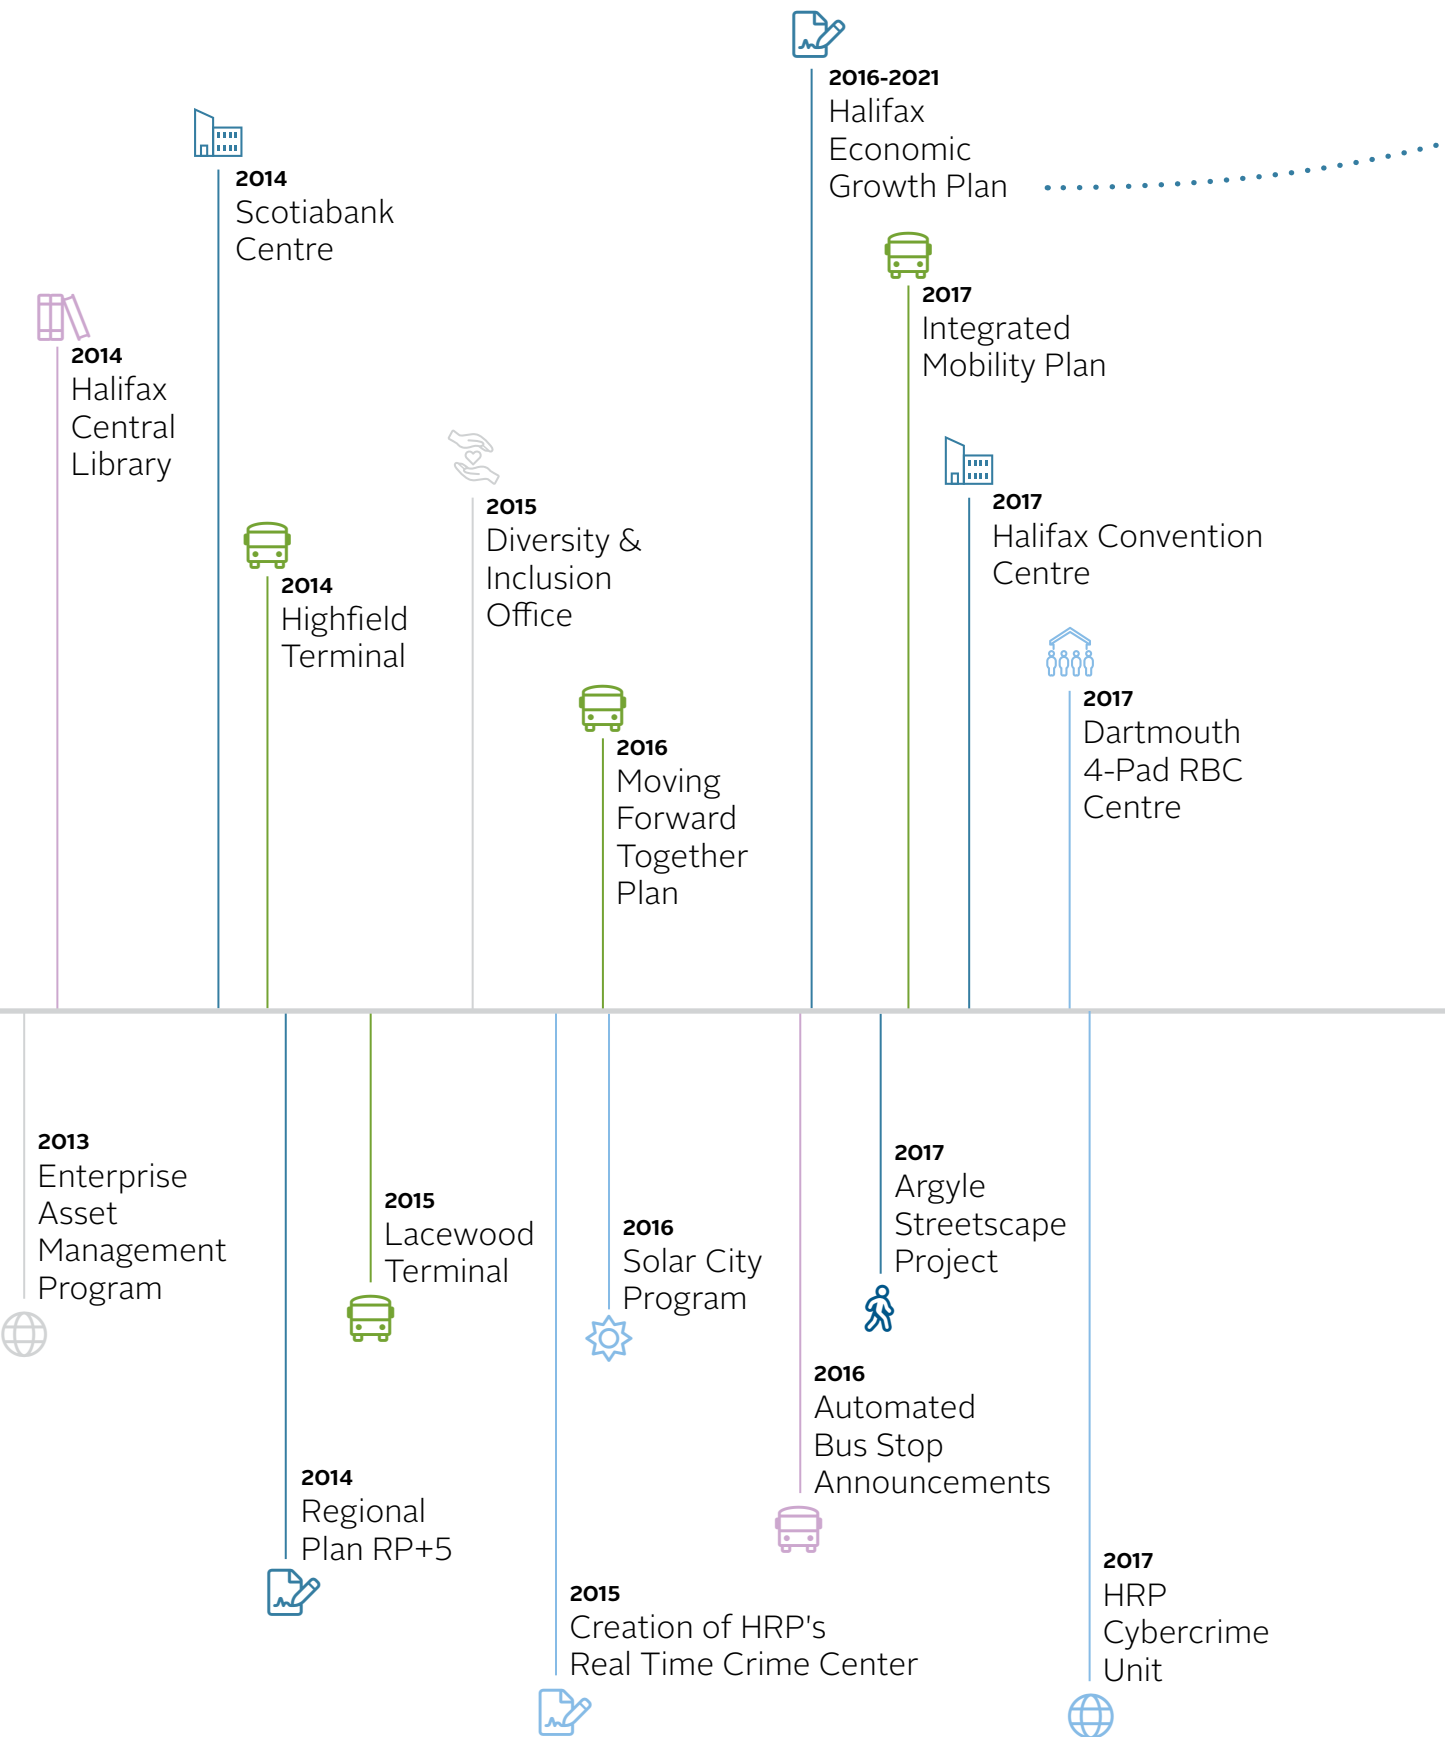 2016-2021
Halifax
Economic
Growth Plan
2014
Scotiabank
Centre
2017
Integrated
Mobility Plan
2014
Halifax
Central
Library
2015
Diversity &
Inclusion
Office
2017
Halifax Convention
Centre
2014
Highfield
Terminal
2017
Dartmouth
4-Pad RBC
Centre
2016
Moving
Forward
Together
Plan
2013
Enterprise
Asset
Management
Program
2015
Lacewood
Terminal
2016
Solar City
Program
2017
Argyle
Streetscape
Project
2016
Automated
Bus Stop
Announcements
2014
Regional
Plan RP+5
2015
Creation of HRP's
Real Time Crime Center
2017
HRP
Cybercrime
Unit